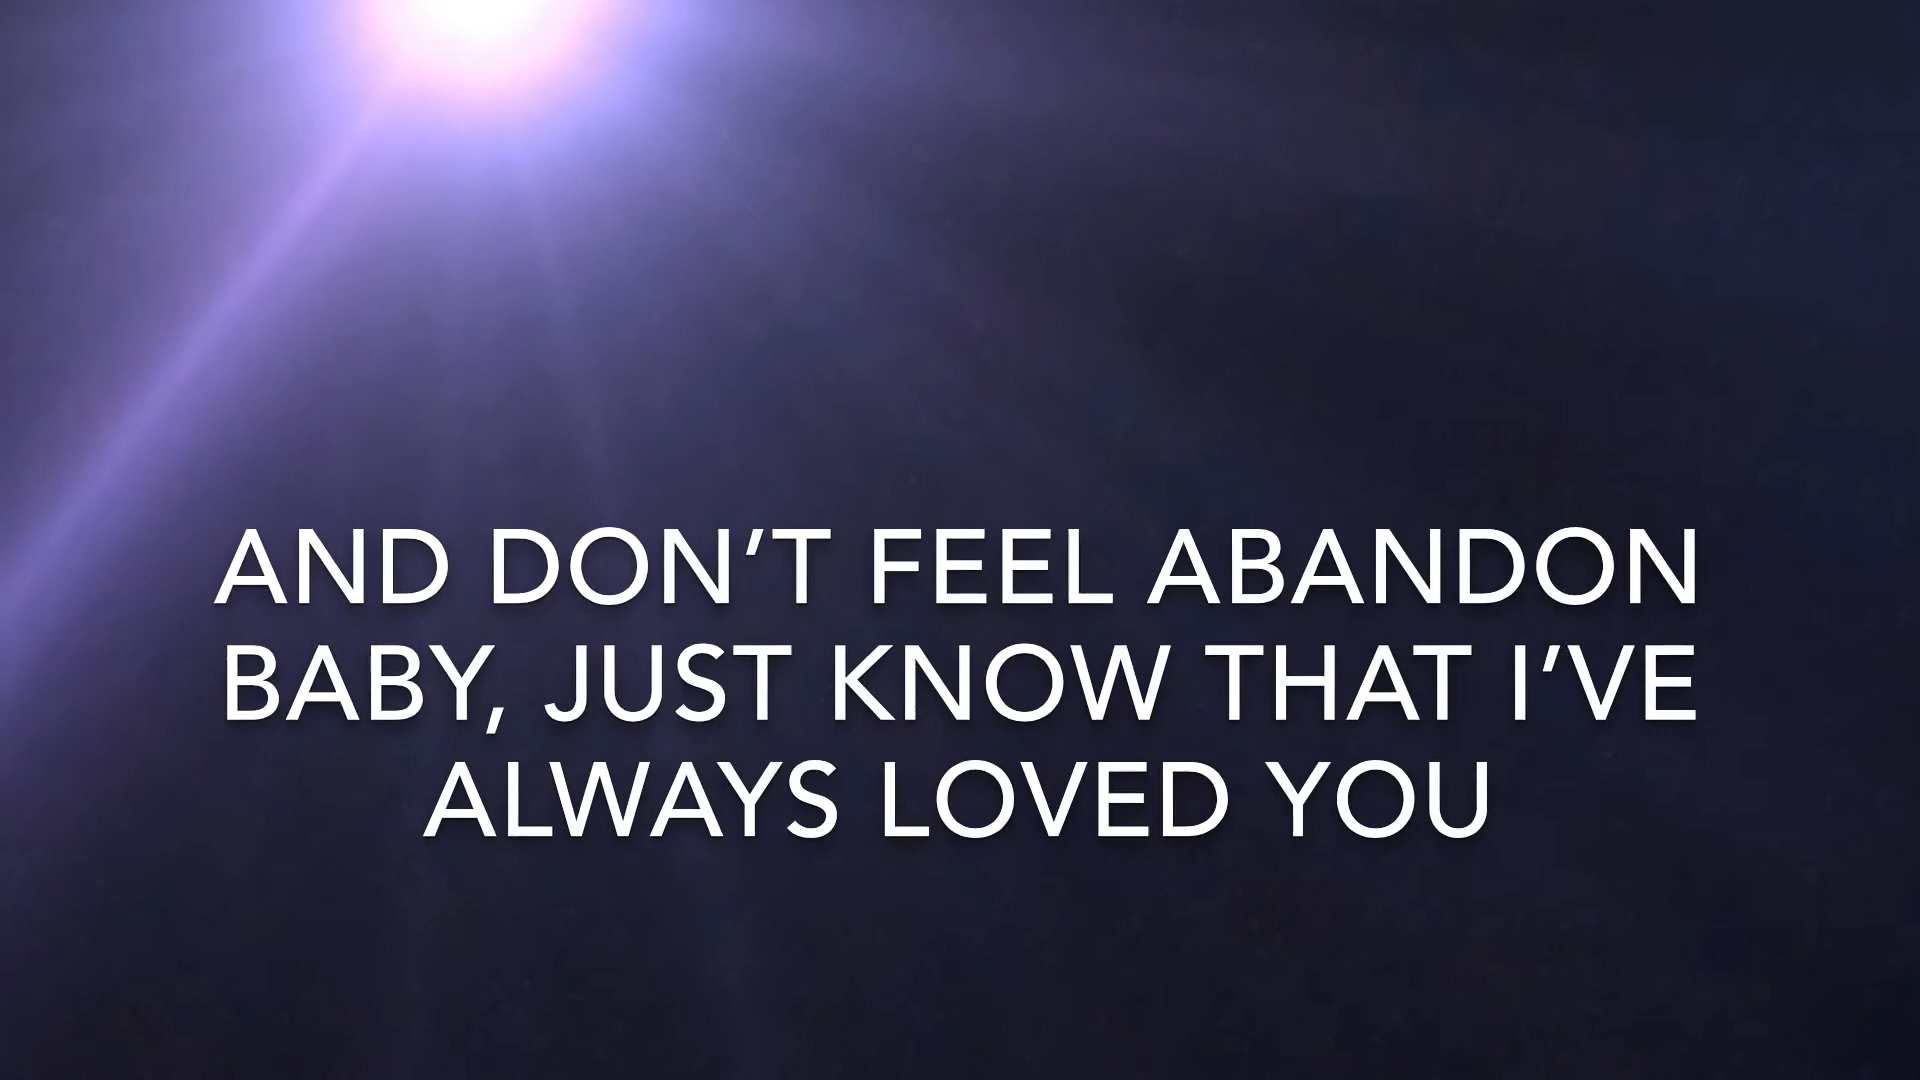 AND DON’T FEEL ABANDON
BABY, JUST KNOW THAT I’VE
ALWAYS LOVED YOU